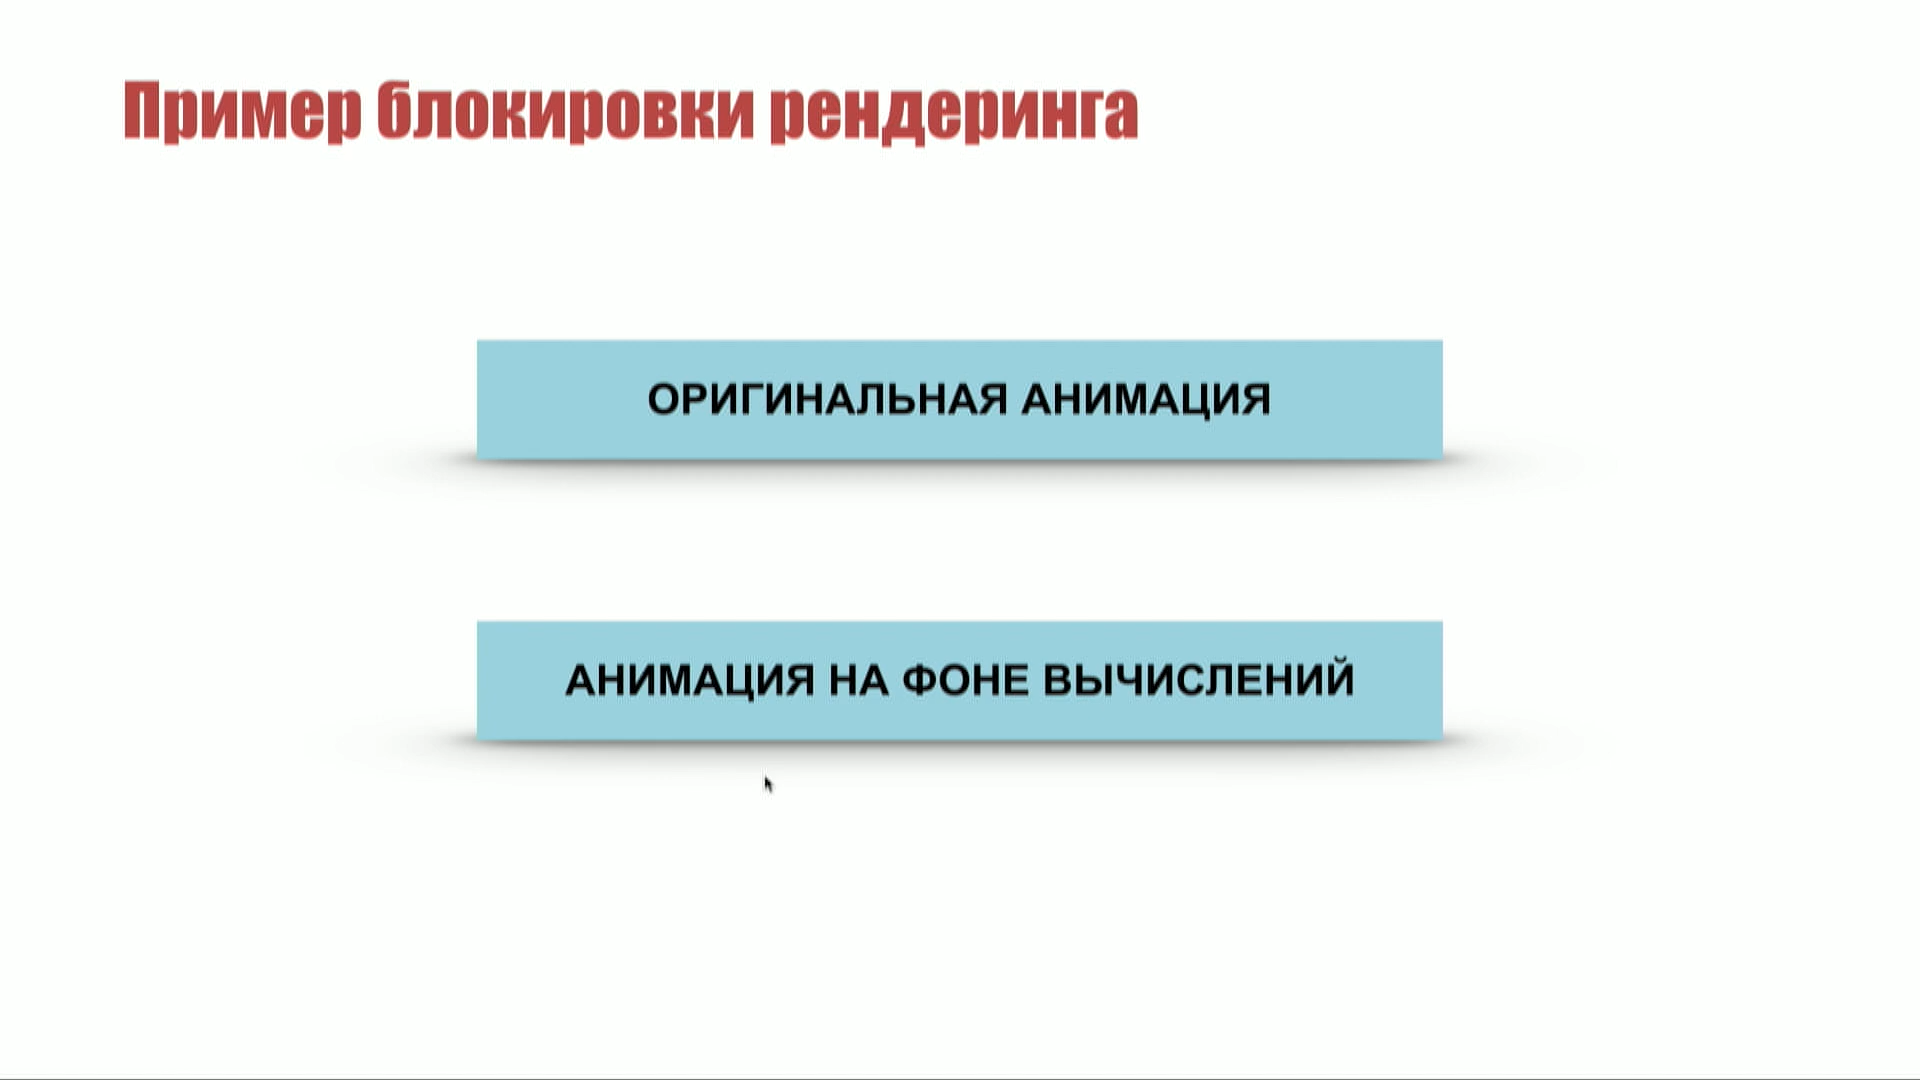 Пример блокировки рендеринга
ОРИГИНАЛЬНАЯ АНИМАЦИЯ
АНИМАЦИЯ НА ФОНЕ ВЫЧИСЛЕНИЙ